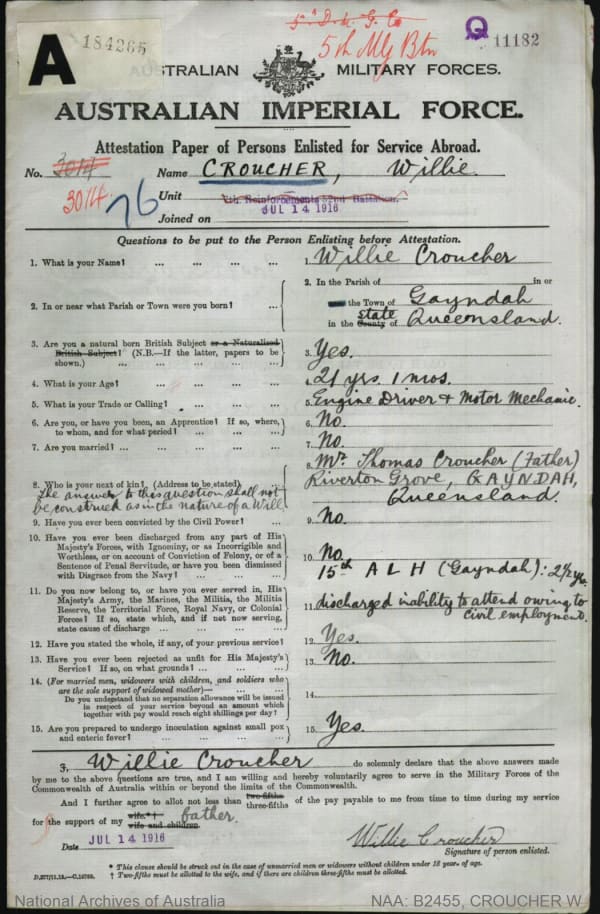 5th M.G. Co
A 184265
5th Mg Btn
Q 11182
AUSTRALIAN MILITARY FORCES.
AUSTRALIAN IMPERIAL FORCE.
Attestation Paper of Persons Enlisted for Service Abroad.
No. 3014 Name CROUCHER, Willie.
3014 76 Unit 7th. Reinforcements 52nd Battalion.
Joined on JUL 14 1916
Questions to be put to the Person Enlisting before Attestation.
1. What is your Name? ... ... ... ... 1. Willie Croucher
2. In or near what Parish or Town were you born? ... 2. In the Parish of in or
the Town of Gayndah
in the County State of Queensland.
3. Are you a natural born British Subject or a Naturalized
British Subject? (N.B.—If the latter, papers to be
shown.) ... ... ... ... ... 3. Yes.
4. What is your Age? ... ... ... ... 4. 21 yrs. 1 mos.
5. What is your Trade or Calling? ... ... ... 5. Engine Driver & Motor Mechanic.
6. Are you, or have you been, an Apprentice? If so, where,
to whom, and for what period? ... ... ... 6. No.
7. Are you married? ... ... ... ... 7. No
8. Who is your next of kin? (Address to be stated) 8. Mr. Thomas Croucher (Father)
Riverton Grove, GAYNDAH,
Queensland.
The answer to this question shall not
be construed as in the nature of a Will
9. Have you ever been convicted by the Civil Power? ... 9. No.
10. Have you ever been discharged from any part of His
Majesty's Forces, with Ignominy, or as Incorrigible and
Worthless, or on account of Conviction of Felony, or of a
Sentence of Penal Servitude, or have you been dismissed
with Disgrace from the Navy? ... ... ... 10. No
11. Do you now belong to, or have you ever served in, His
Majesty's Army, the Marines, the Militia, the Militia
Reserve, the Territorial Force, Royal Navy, or Colonial
Forces? If so, state which, and if not now serving,
state cause of discharge ... ... ... 11. 15th A L H (Gayndah): 2½ yrs.
discharged inability to attend owing to
civil employment.
12. Have you stated the whole, if any, of your previous service? 12. Yes.
13. Have you ever been rejected as unfit for His Majesty's
Service? If so, on what grounds? ... ... ... 13. No.
14. (For married men, widowers with children, and soldiers who
are the sole support of widowed mother)—
Do you understand that no separation allowance will be issued
in respect of your service beyond an amount which
together with pay would reach eight shillings per day? 14.
15. Are you prepared to undergo inoculation against small pox
and enteric fever? ... ... ... ... 15. Yes.
I, Willie Croucher do solemnly declare that the above answers made
by me to the above questions are true, and I am willing and hereby voluntarily agree to serve in the Military Forces of the
Commonwealth of Australia within or beyond the limits of the Commonwealth.
And I further agree to allot not less than two-fifths three-fifths of the pay payable to me from time to time during my service
for the support of my wife.*† wife and children. father.
Date JUL 14 1916 Willie Croucher
Signature of person enlisted.
* This clause should be struck out in the case of unmarried men or widowers without children under 18 year of age.
† Two-fifths must be allotted to the wife, and if there are children three-fifths must be allotted.
National Archives of Australia NAA: B2455, CROUCHER W